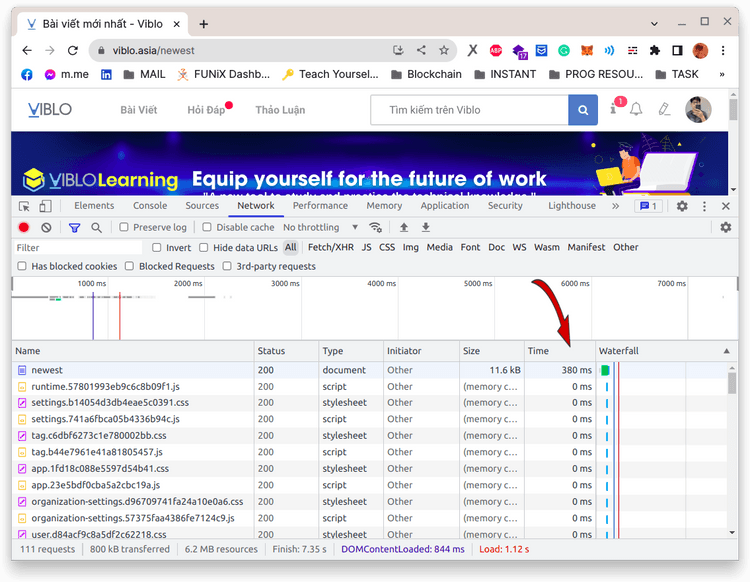 Bài viết mới nhất - Viblo
viblo.asia/newest
ABP
17
m.me MAIL FUNiX Dashb... Teach Yoursel... Blockchain INSTANT PROG RESOU... TASK »
VIBLO Bài Viết Hỏi Đáp Thảo Luận Tìm kiếm trên Viblo 1
VIBLO Learning Equip yourself for the future of work
Elements Console Sources Network Performance Memory Application Security Lighthouse » 1
Preserve log Disable cache No throttling
Filter Invert Hide data URLs All Fetch/XHR JS CSS Img Media Font Doc WS Wasm Manifest Other
Has blocked cookies Blocked Requests 3rd-party requests
1000 ms 2000 ms 3000 ms 4000 ms 5000 ms 6000 ms 7000 ms
Name Status Type Initiator Size Time Waterfall
newest 200 document Other 11.6 kB 380 ms
runtime.57801993eb9c6c8b09f1.js 200 script Other (memory c... 0 ms
settings.b14054d3db4eae5c0391.css 200 stylesheet Other (memory c... 0 ms
settings.741a6fbca05b4336b94c.js 200 script Other (memory c... 0 ms
tag.c6dbf6273c1e780002bb.css 200 stylesheet Other (memory c... 0 ms
tag.b44e7961e41a81805457.js 200 script Other (memory c... 0 ms
app.1fd18c088e5597d54b41.css 200 stylesheet Other (memory c... 0 ms
app.23e5bdf0cba5a2cbc19a.js 200 script Other (memory c... 0 ms
organization-settings.d96709741fa24a10e0a6.css 200 stylesheet Other (memory c... 0 ms
organization-settings.57375faa4386fe7124c9.js 200 script Other (memory c... 0 ms
user.d84acf9c8a5df2c62218.css 200 stylesheet Other (memory c... 0 ms
111 requests 800 kB transferred 6.2 MB resources Finish: 7.35 s DOMContentLoaded: 844 ms Load: 1.12 s